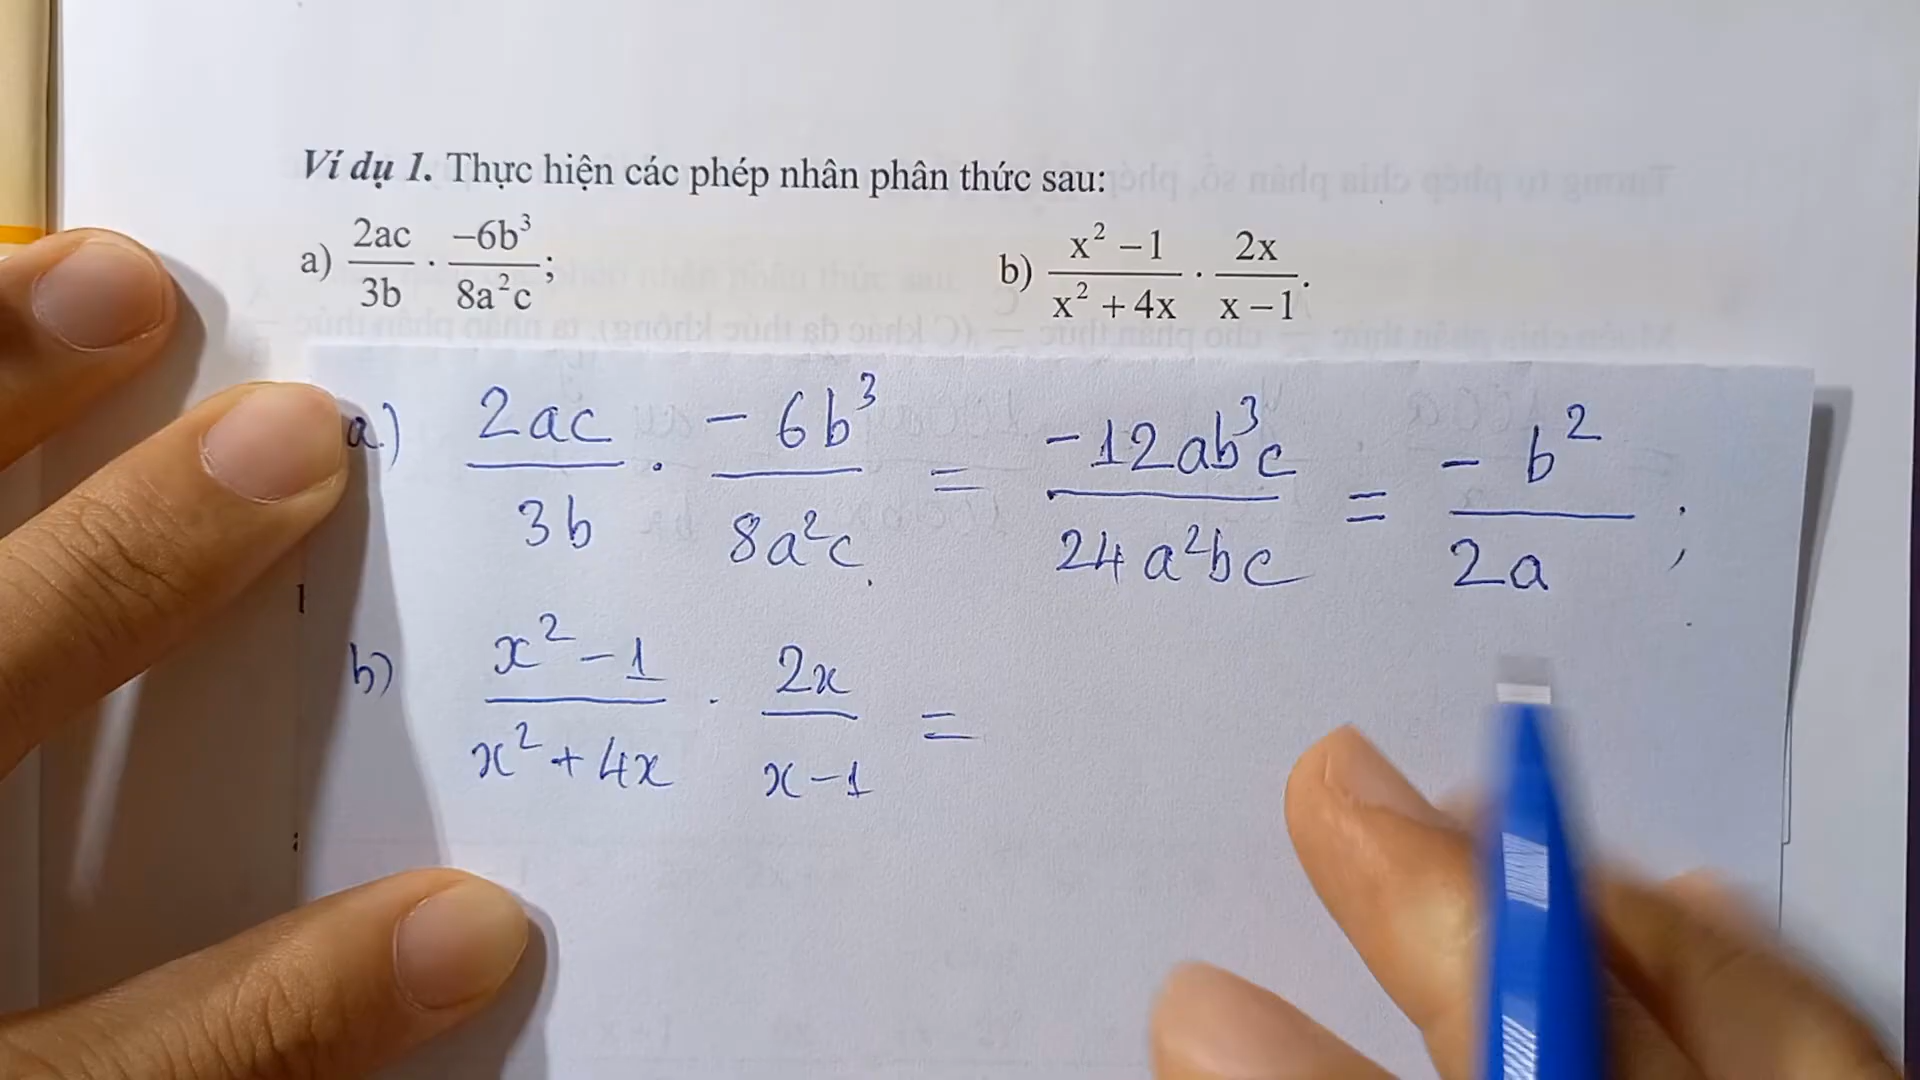 Ví dụ 1. Thực hiện các phép nhân phân thức sau:
a) 2ac/3b · −6b³/8a²c;
b) x² −1/x² +4x · 2x/x −1.
a) 2ac/3b · −6b³/8a²c = −12ab³c/24a²bc = −b²/2a ;
b) x² −1/x² +4x · 2x/x −1 =